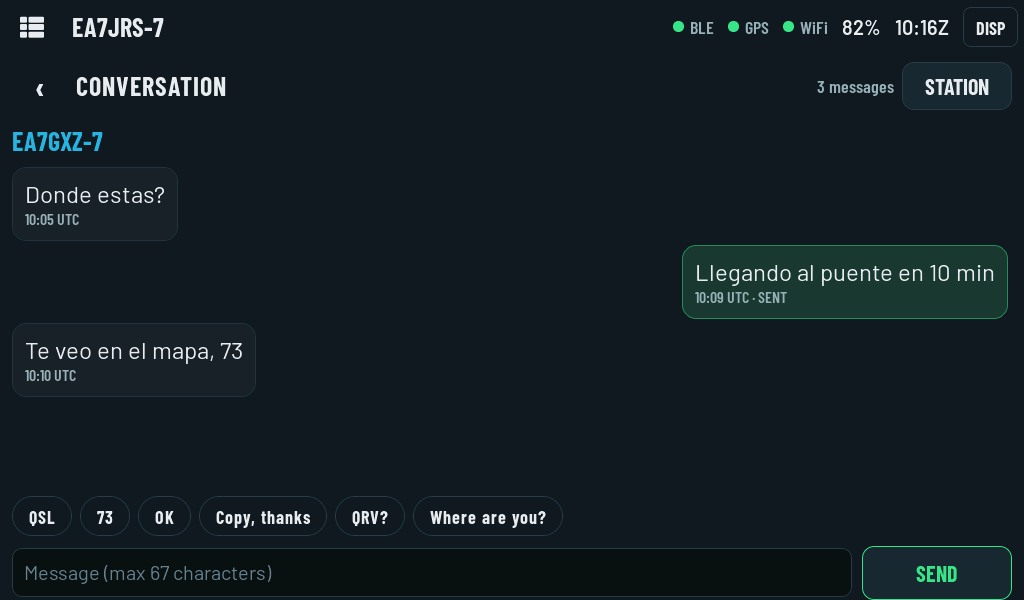 EA7JRS-7
BLE GPS WiFi 82% 10:16Z DISP
‹ CONVERSATION
3 messages STATION
EA7GXZ-7
Donde estas?
10:05 UTC
Llegando al puente en 10 min
10:09 UTC · SENT
Te veo en el mapa, 73
10:10 UTC
QSL 73 OK Copy, thanks QRV? Where are you?
Message (max 67 characters) SEND